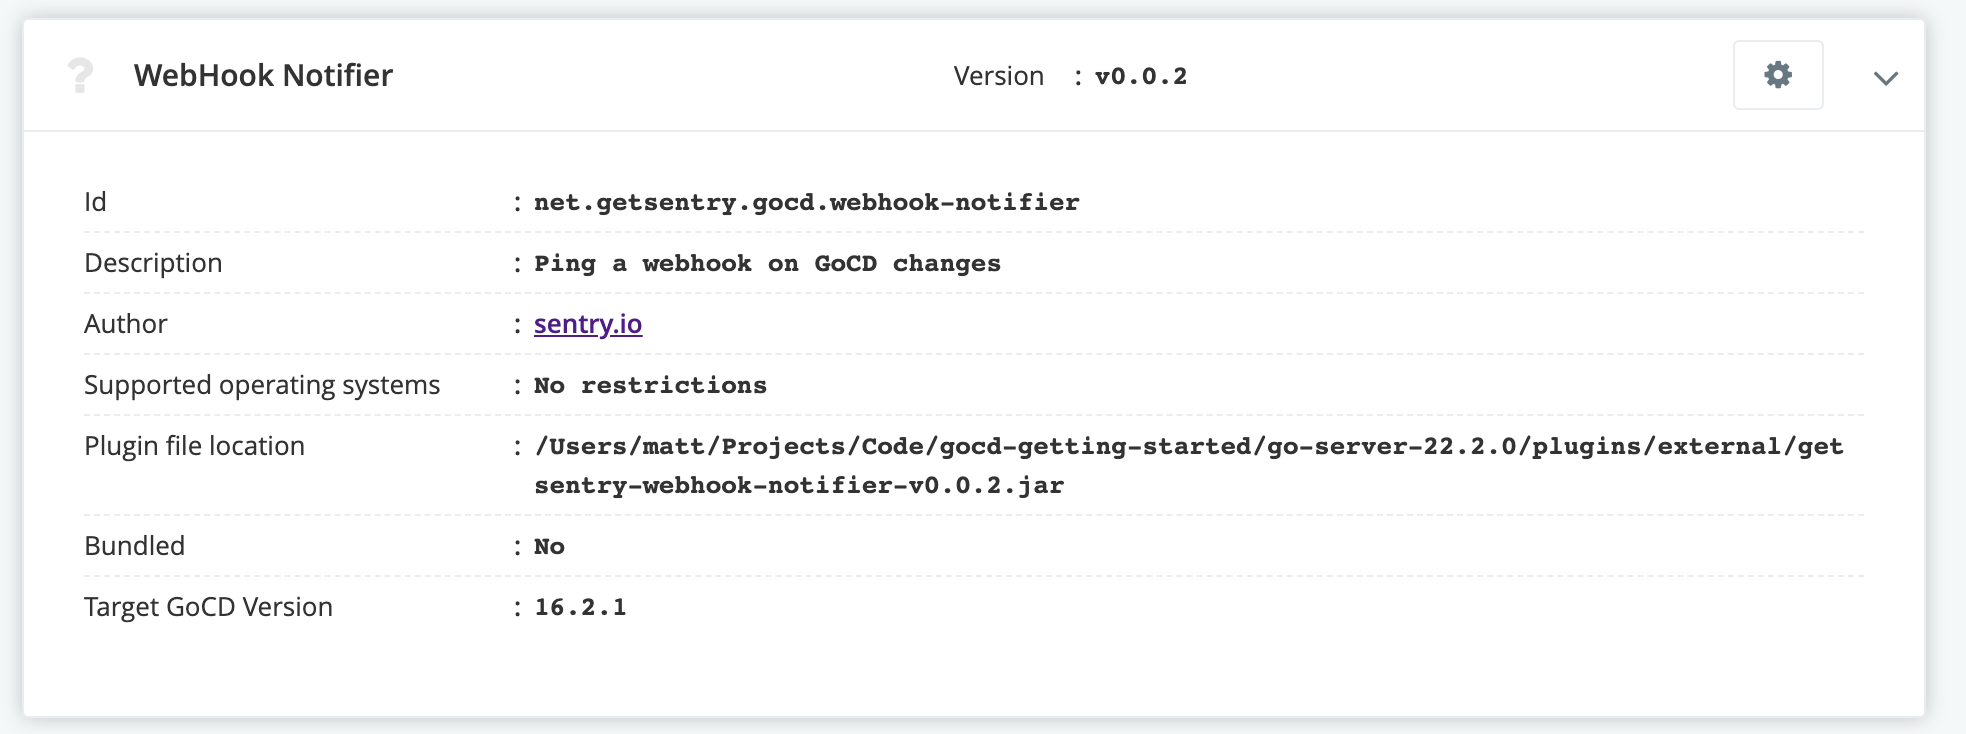 WebHook Notifier Version : v0.0.2
Id : net.getsentry.gocd.webhook-notifier
Description : Ping a webhook on GoCD changes
Author : sentry.io
Supported operating systems : No restrictions
Plugin file location : /Users/matt/Projects/Code/gocd-getting-started/go-server-22.2.0/plugins/external/get
sentry-webhook-notifier-v0.0.2.jar
Bundled : No
Target GoCD Version : 16.2.1